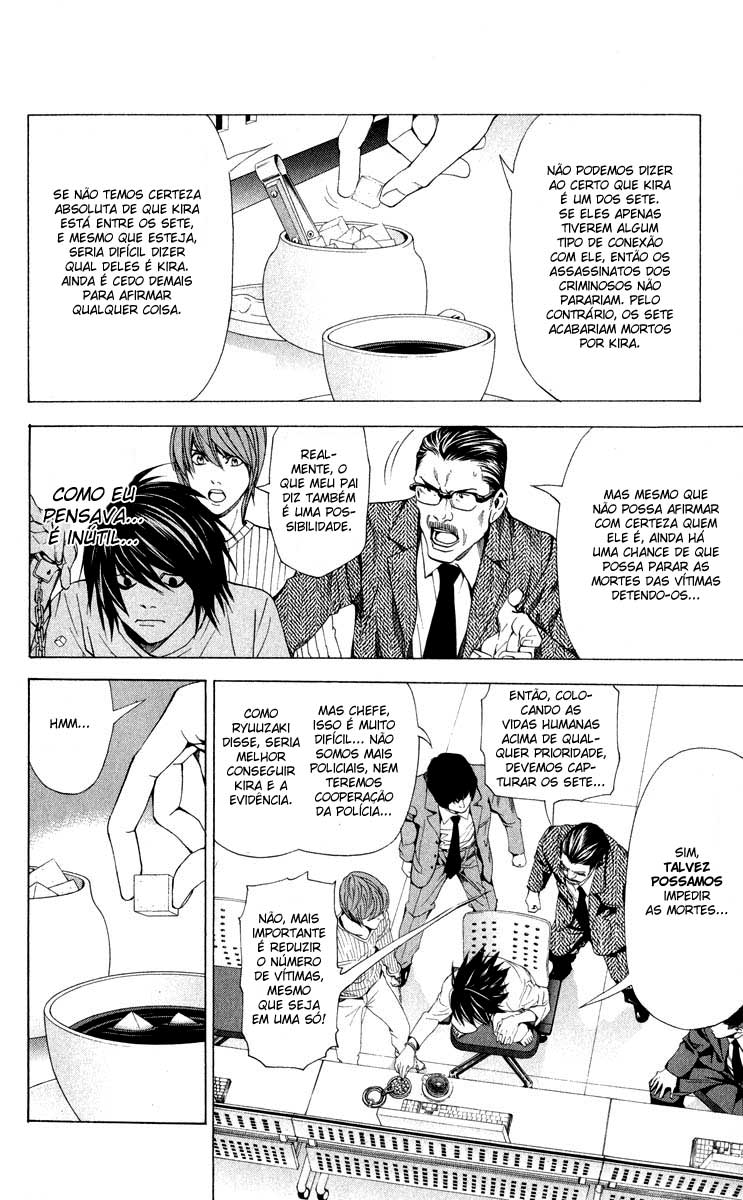 NÃO PODEMOS DIZER
AO CERTO QUE KIRA
É UM DOS SETE.
SE ELES APENAS
TIVEREM ALGUM
TIPO DE CONEXÃO
COM ELE, ENTÃO OS
ASSASSINATOS DOS
CRIMINOSOS NÃO
PARARIAM. PELO
CONTRÁRIO, OS SETE
ACABARIAM MORTOS
POR KIRA.
SE NÃO TEMOS CERTEZA
ABSOLUTA DE QUE KIRA
ESTÁ ENTRE OS SETE,
E MESMO QUE ESTEJA,
SERIA DIFÍCIL DIZER
QUAL DELES É KIRA.
AINDA É CEDO DEMAIS
PARA AFIRMAR
QUALQUER COISA.
MAS MESMO QUE NÃO
POSSA AFIRMAR
COM CERTEZA QUEM
ELE É, AINDA HÁ
UMA CHANCE DE QUE
POSSA PARAR AS
MORTES DAS VÍTIMAS
DETENDO-OS...
REAL-
MENTE, O
QUE MEU PAI
DIZ TAMBÉM
É UMA POS-
SIBILIDADE.
COMO EU
PENSAVA...
É INÚTIL...
SIM,
TALVEZ
POSSAMOS
IMPEDIR
AS MORTES...
ENTÃO, COLO-
CANDO AS
VIDAS HUMANAS
ACIMA DE QUAL-
QUER PRIORIDADE,
DEVEMOS CAP-
TURAR OS SETE...
MAS CHEFE,
ISSO É MUITO
DIFÍCIL... NÃO
SOMOS MAIS
POLICIAIS, NEM
TEREMOS
COOPERAÇÃO
DA POLÍCIA...
COMO
RYUUZAKI
DISSE, SERIA
MELHOR
CONSEGUIR
KIRA E A
EVIDÊNCIA.
NÃO, MAIS
IMPORTANTE
É REDUZIR
O NÚMERO
DE VÍTIMAS,
MESMO
QUE SEJA
EM UMA SÓ!
HMM...